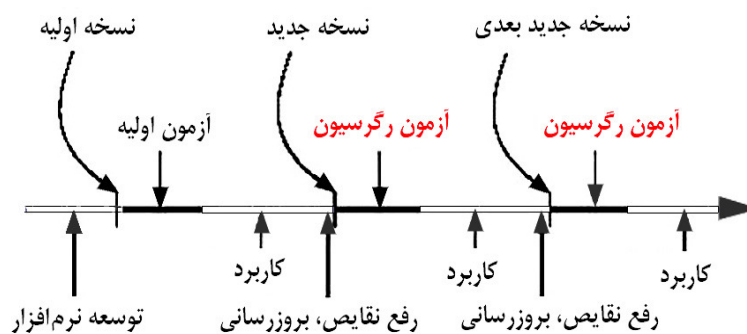 نسخه اولیه
نسخه جدید
نسخه جدید بعدی
آزمون اولیه
آزمون رگرسیون
آزمون رگرسیون
کاربرد
کاربرد
کاربرد
توسعه نرم‌افزار
رفع نقایص، بروزرسانی
رفع نقایص، بروزرسانی